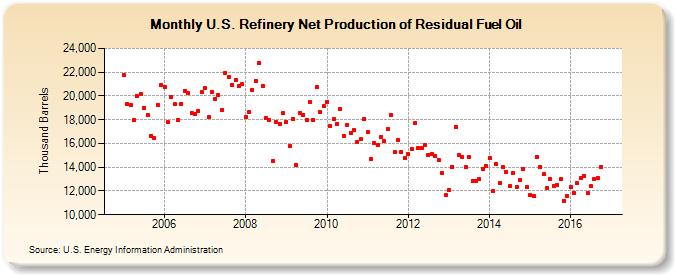 Monthly U.S. Refinery Net Production of Residual Fuel Oil
Thousand Barrels
24,000
22,000
20,000
18,000
16,000
14,000
12,000
10,000
2006 2008 2010 2012 2014 2016
Source: U.S. Energy Information Administration